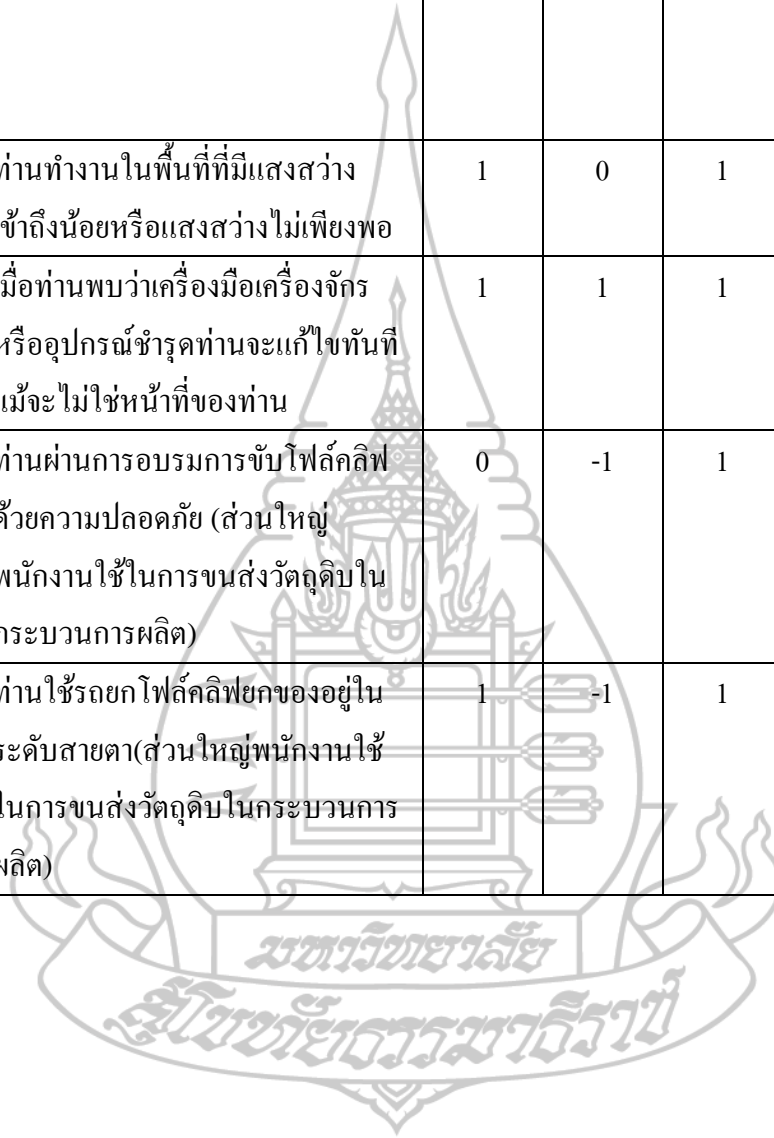 ท่านทำงานในพื้นที่ที่มีแสงสว่าง 1 0 1
ข้าถึงน้อยหรือแสงสว่างไม่เพียงพอ
มื่อท่านพบว่าเครื่องมือเครื่องจักร 1 1 1
หรืออุปกรณ์ชำรุดท่านจะแก้ไขทันที
แม้จะไม่ใช่หน้าที่ของท่าน
ท่านผ่านการอบรมการขับโฟล์คลิฟ 0 -1 1
ด้วยความปลอดภัย (ส่วนใหญ่
พนักงานใช้ในการขนส่งวัตถุดิบใน
กระบวนการผลิต)
ท่านใช้รถยกโฟล์คลิฟยกของอยู่ใน 1 -1 1
ระดับสายตา(ส่วนใหญ่พนักงานใช้
ในการขนส่งวัตถุดิบในกระบวนการ
ผลิต)
มหาวิทยาลัย
สุโขทัยธรรมาธิราช